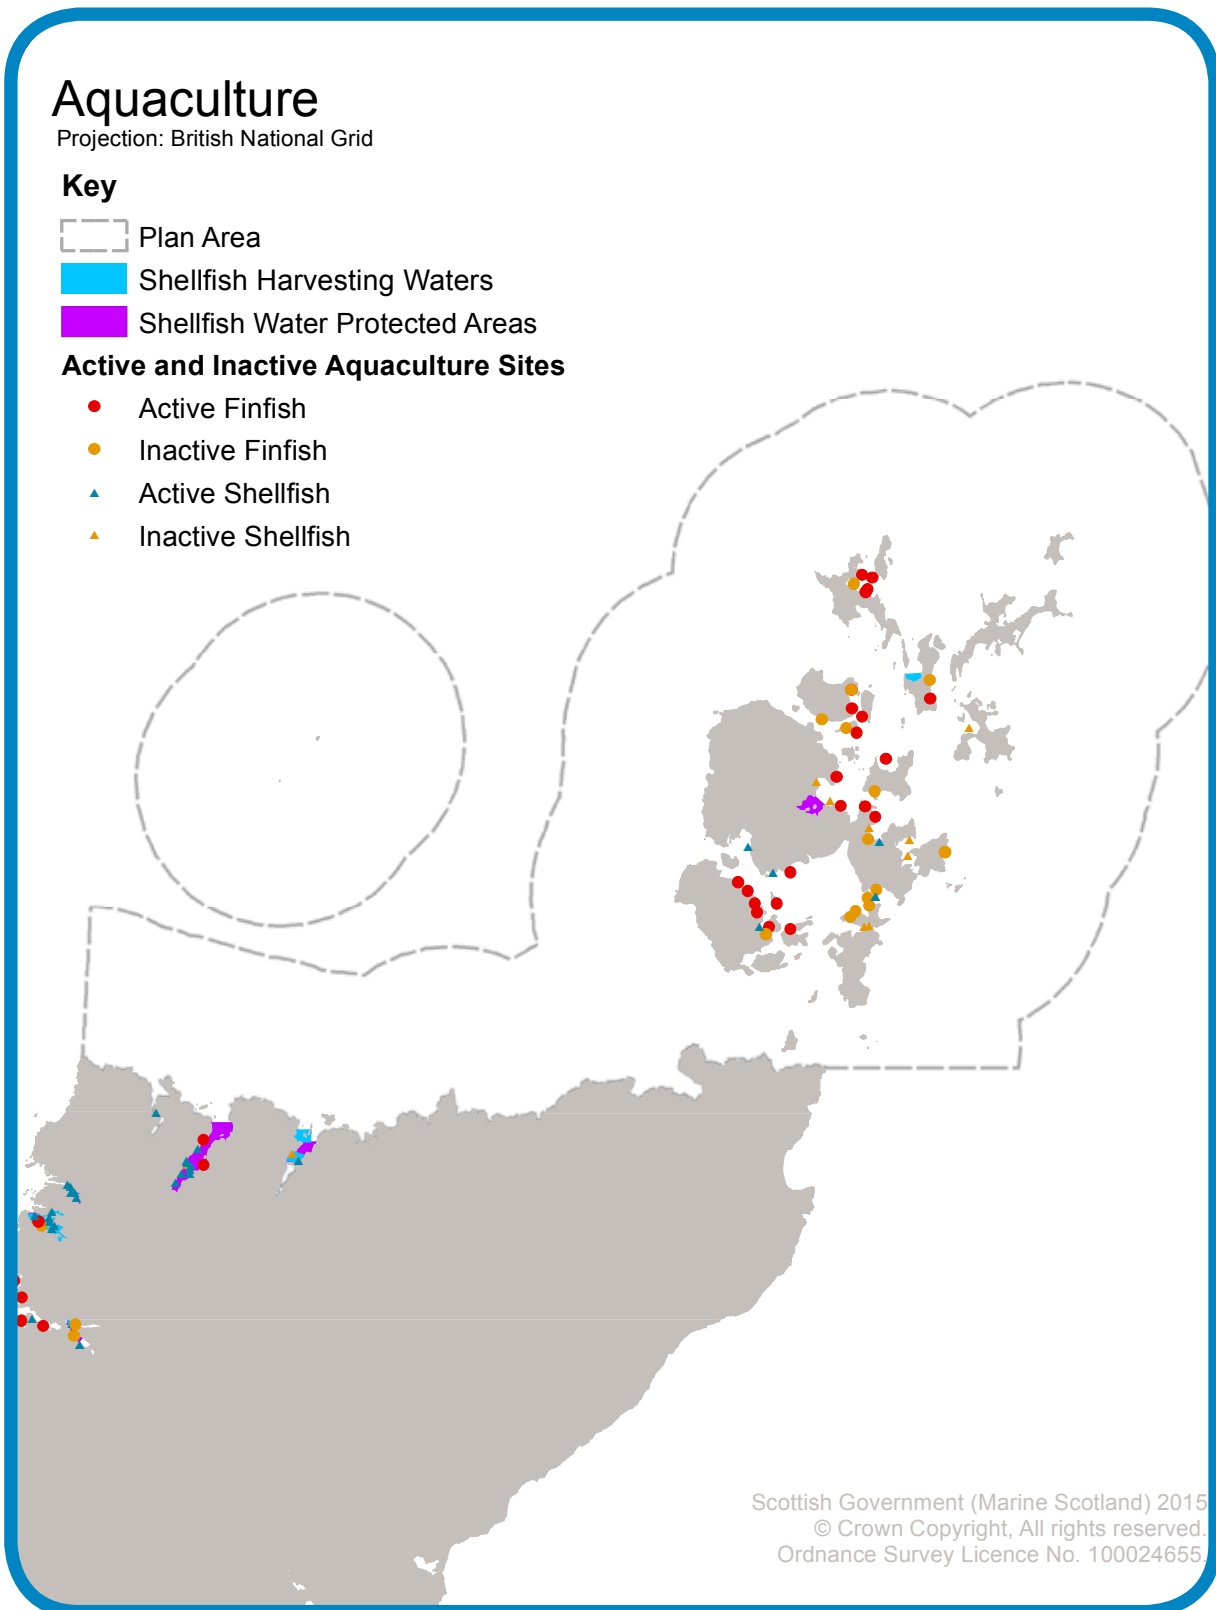 Aquaculture
Projection: British National Grid
Key
Plan Area
Shellfish Harvesting Waters
Shellfish Water Protected Areas
Active and Inactive Aquaculture Sites
Active Finfish
Inactive Finfish
Active Shellfish
Inactive Shellfish
Scottish Government (Marine Scotland) 2015
© Crown Copyright, All rights reserved.
Ordnance Survey Licence No. 100024655.